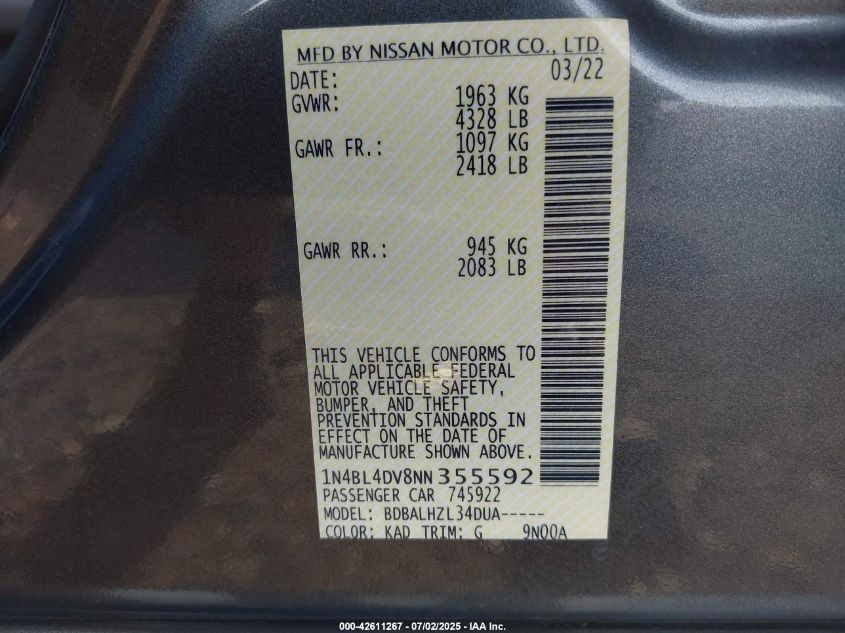 MFD BY NISSAN MOTOR CO., LTD.
DATE: 03/22
GVWR: 1963 KG
4328 LB
GAWR FR.: 1097 KG
2418 LB
GAWR RR.: 945 KG
2083 LB
THIS VEHICLE CONFORMS TO
ALL APPLICABLE FEDERAL
MOTOR VEHICLE SAFETY,
BUMPER, AND THEFT
PREVENTION STANDARDS IN
EFFECT ON THE DATE OF
MANUFACTURE SHOWN ABOVE.
1N4BL4DV8NN355592
PASSENGER CAR 745922
MODEL: BDBALHZL34DUA-----
COLOR: KAD TRIM: G 9N00A
000-42611267 - 07/02/2025 - IAA Inc.